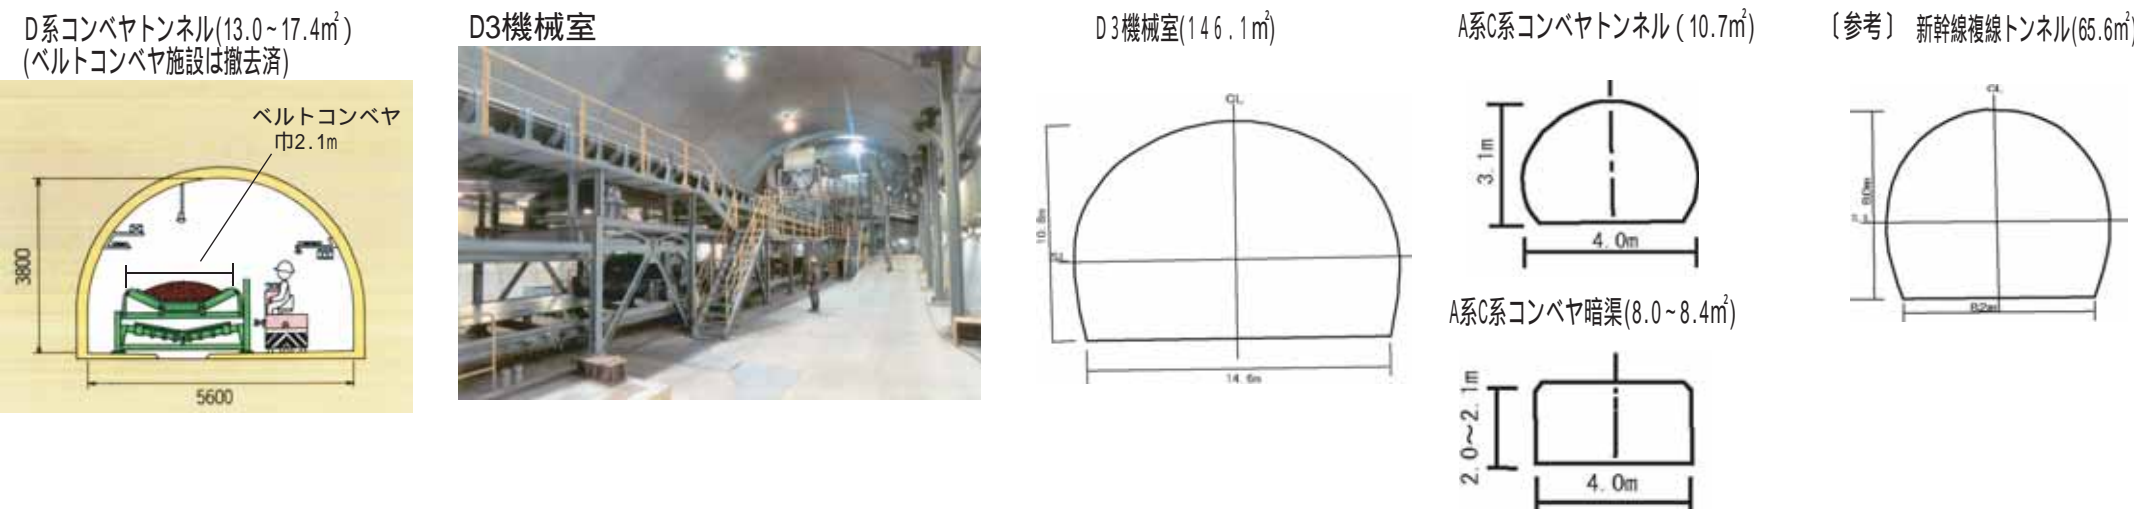 D系コンベヤトンネル(13.0~17.4㎡)
(ベルトコンベヤ施設は撤去済)
ベルトコンベヤ
巾2.1m
3800
5600
D3機械室
D3機械室(146.1㎡)
CL
10.8m
14.6m
A系C系コンベヤトンネル(10.7㎡)
3.1m
4.0m
A系C系コンベヤ暗渠(8.0~8.4㎡)
2.0〜2.1m
4.0m
〔参考〕 新幹線複線トンネル(65.6㎡)
CL
80m
82m